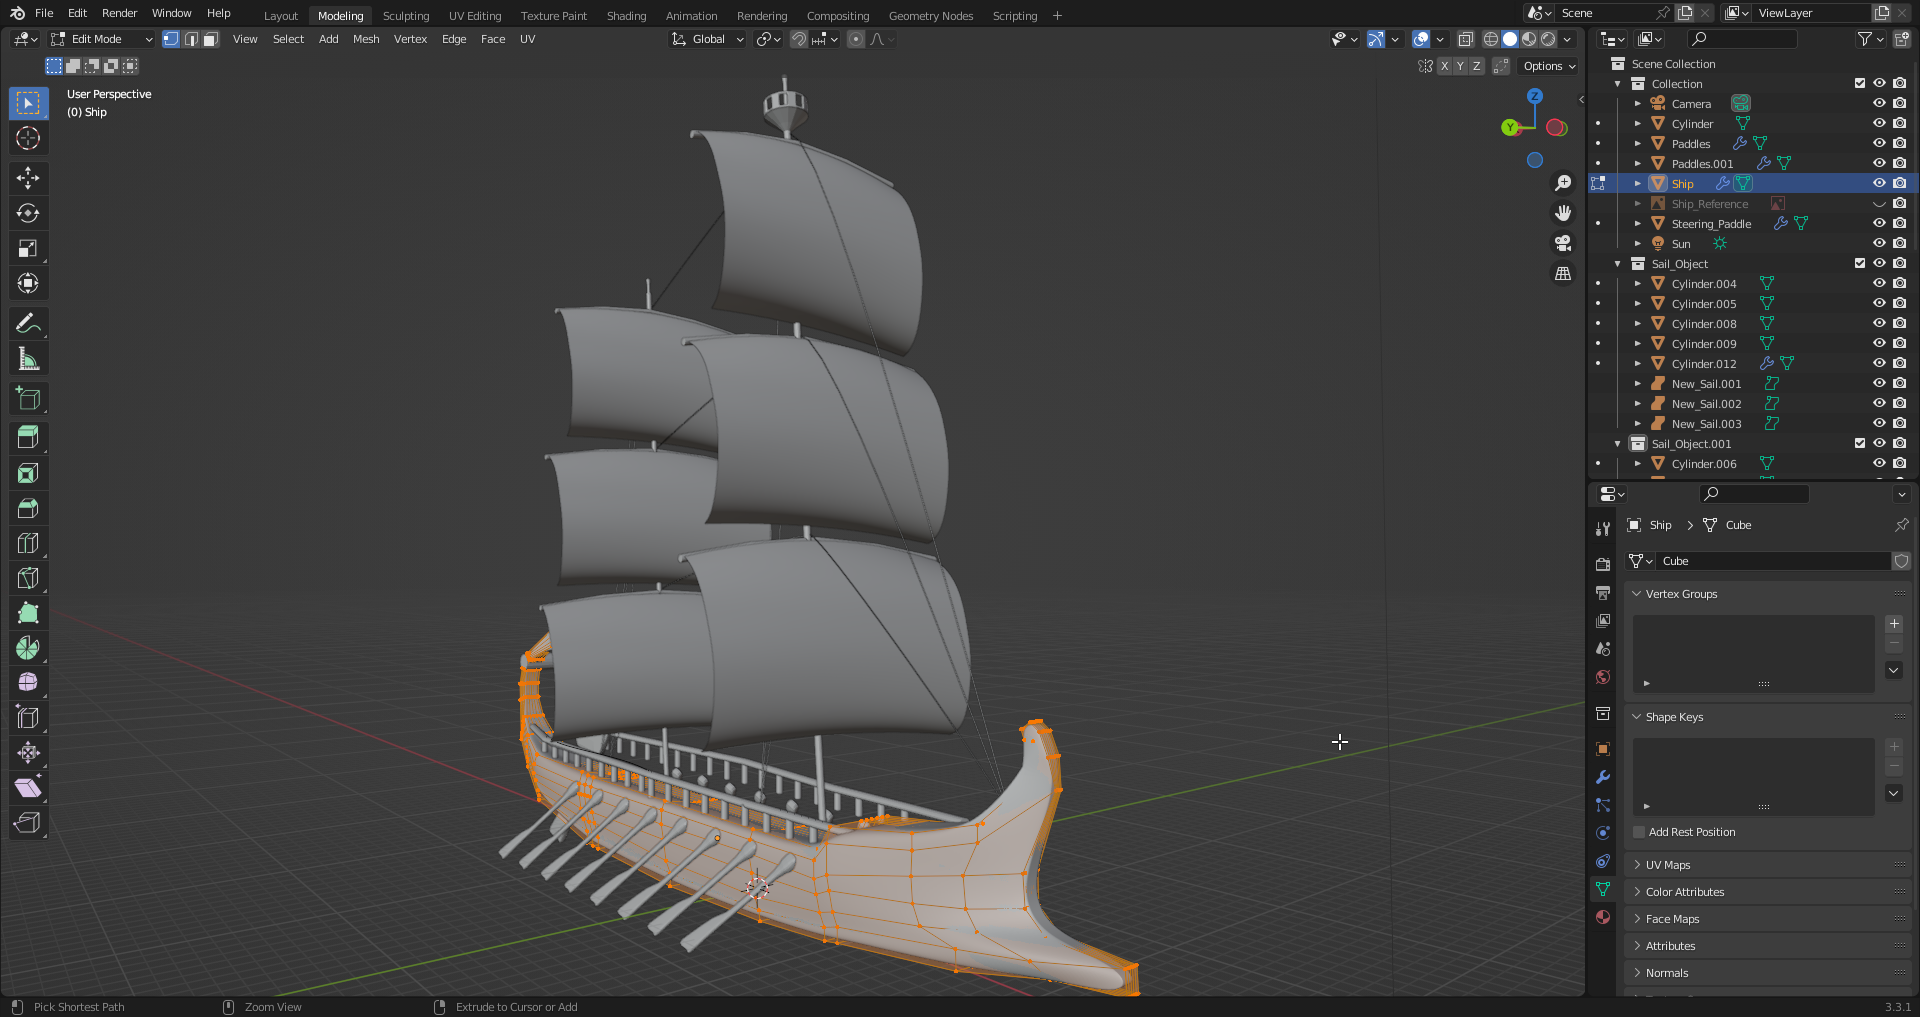 File Edit Render Window Help Layout Modeling Sculpting UV Editing Texture Paint Shading Animation Rendering Compositing Geometry Nodes Scripting + Scene ViewLayer
Edit Mode View Select Add Mesh Vertex Edge Face UV Global
X Y Z Options
User Perspective
(0) Ship
Z
Y
Scene Collection
Collection
Camera
Cylinder
Paddles
Paddles.001
Ship
Ship_Reference
Steering_Paddle
Sun
Sail_Object
Cylinder.004
Cylinder.005
Cylinder.008
Cylinder.009
Cylinder.012
New_Sail.001
New_Sail.002
New_Sail.003
Sail_Object.001
Cylinder.006
Ship > Cube
Cube
Vertex Groups
Shape Keys
Add Rest Position
UV Maps
Color Attributes
Face Maps
Attributes
Normals
Pick Shortest Path Zoom View Extrude to Cursor or Add 3.3.1